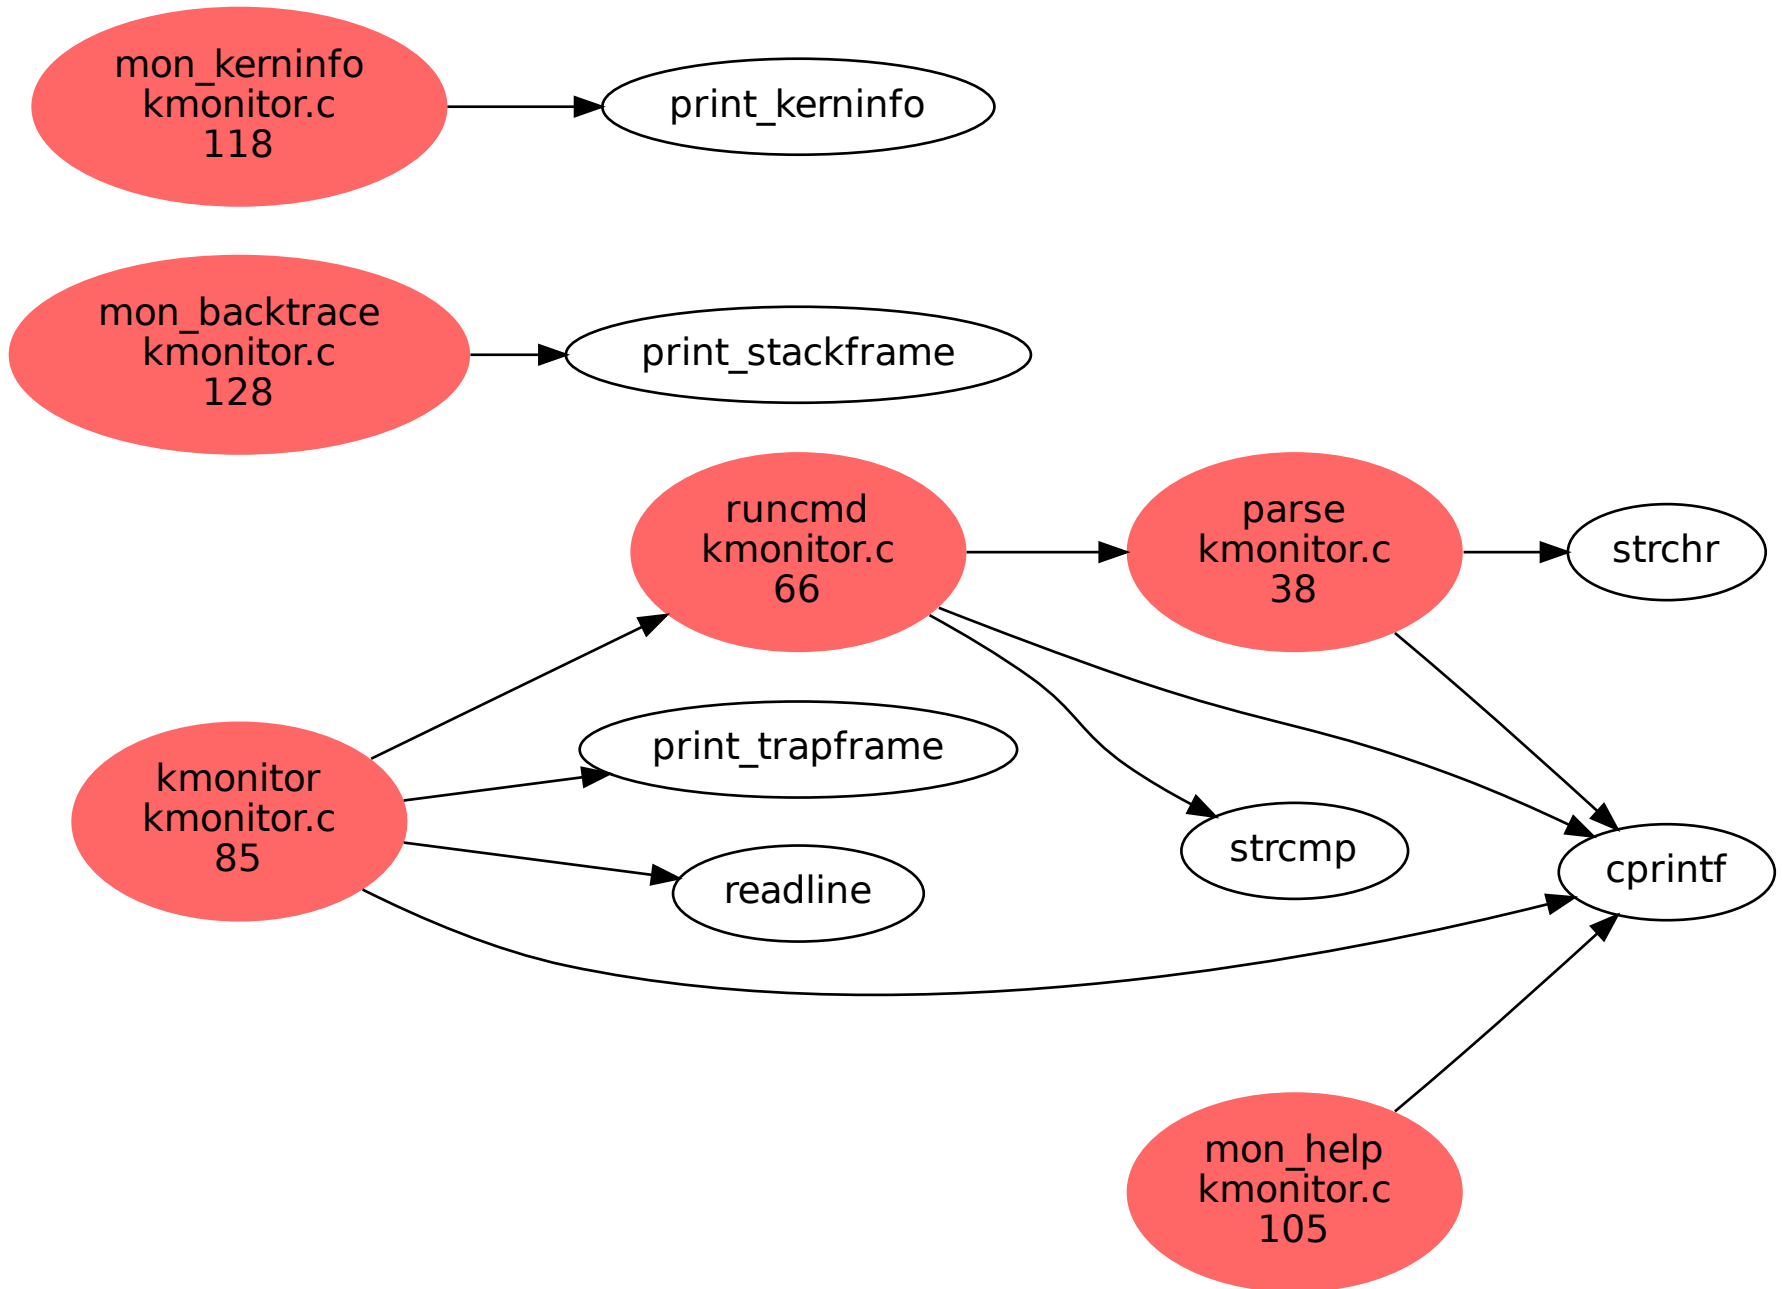 mon_kerninfo
kmonitor.c
118
print_kerninfo
mon_backtrace
kmonitor.c
128
print_stackframe
runcmd
kmonitor.c
66
parse
kmonitor.c
38
strchr
kmonitor
kmonitor.c
85
print_trapframe
readline
strcmp
cprintf
mon_help
kmonitor.c
105